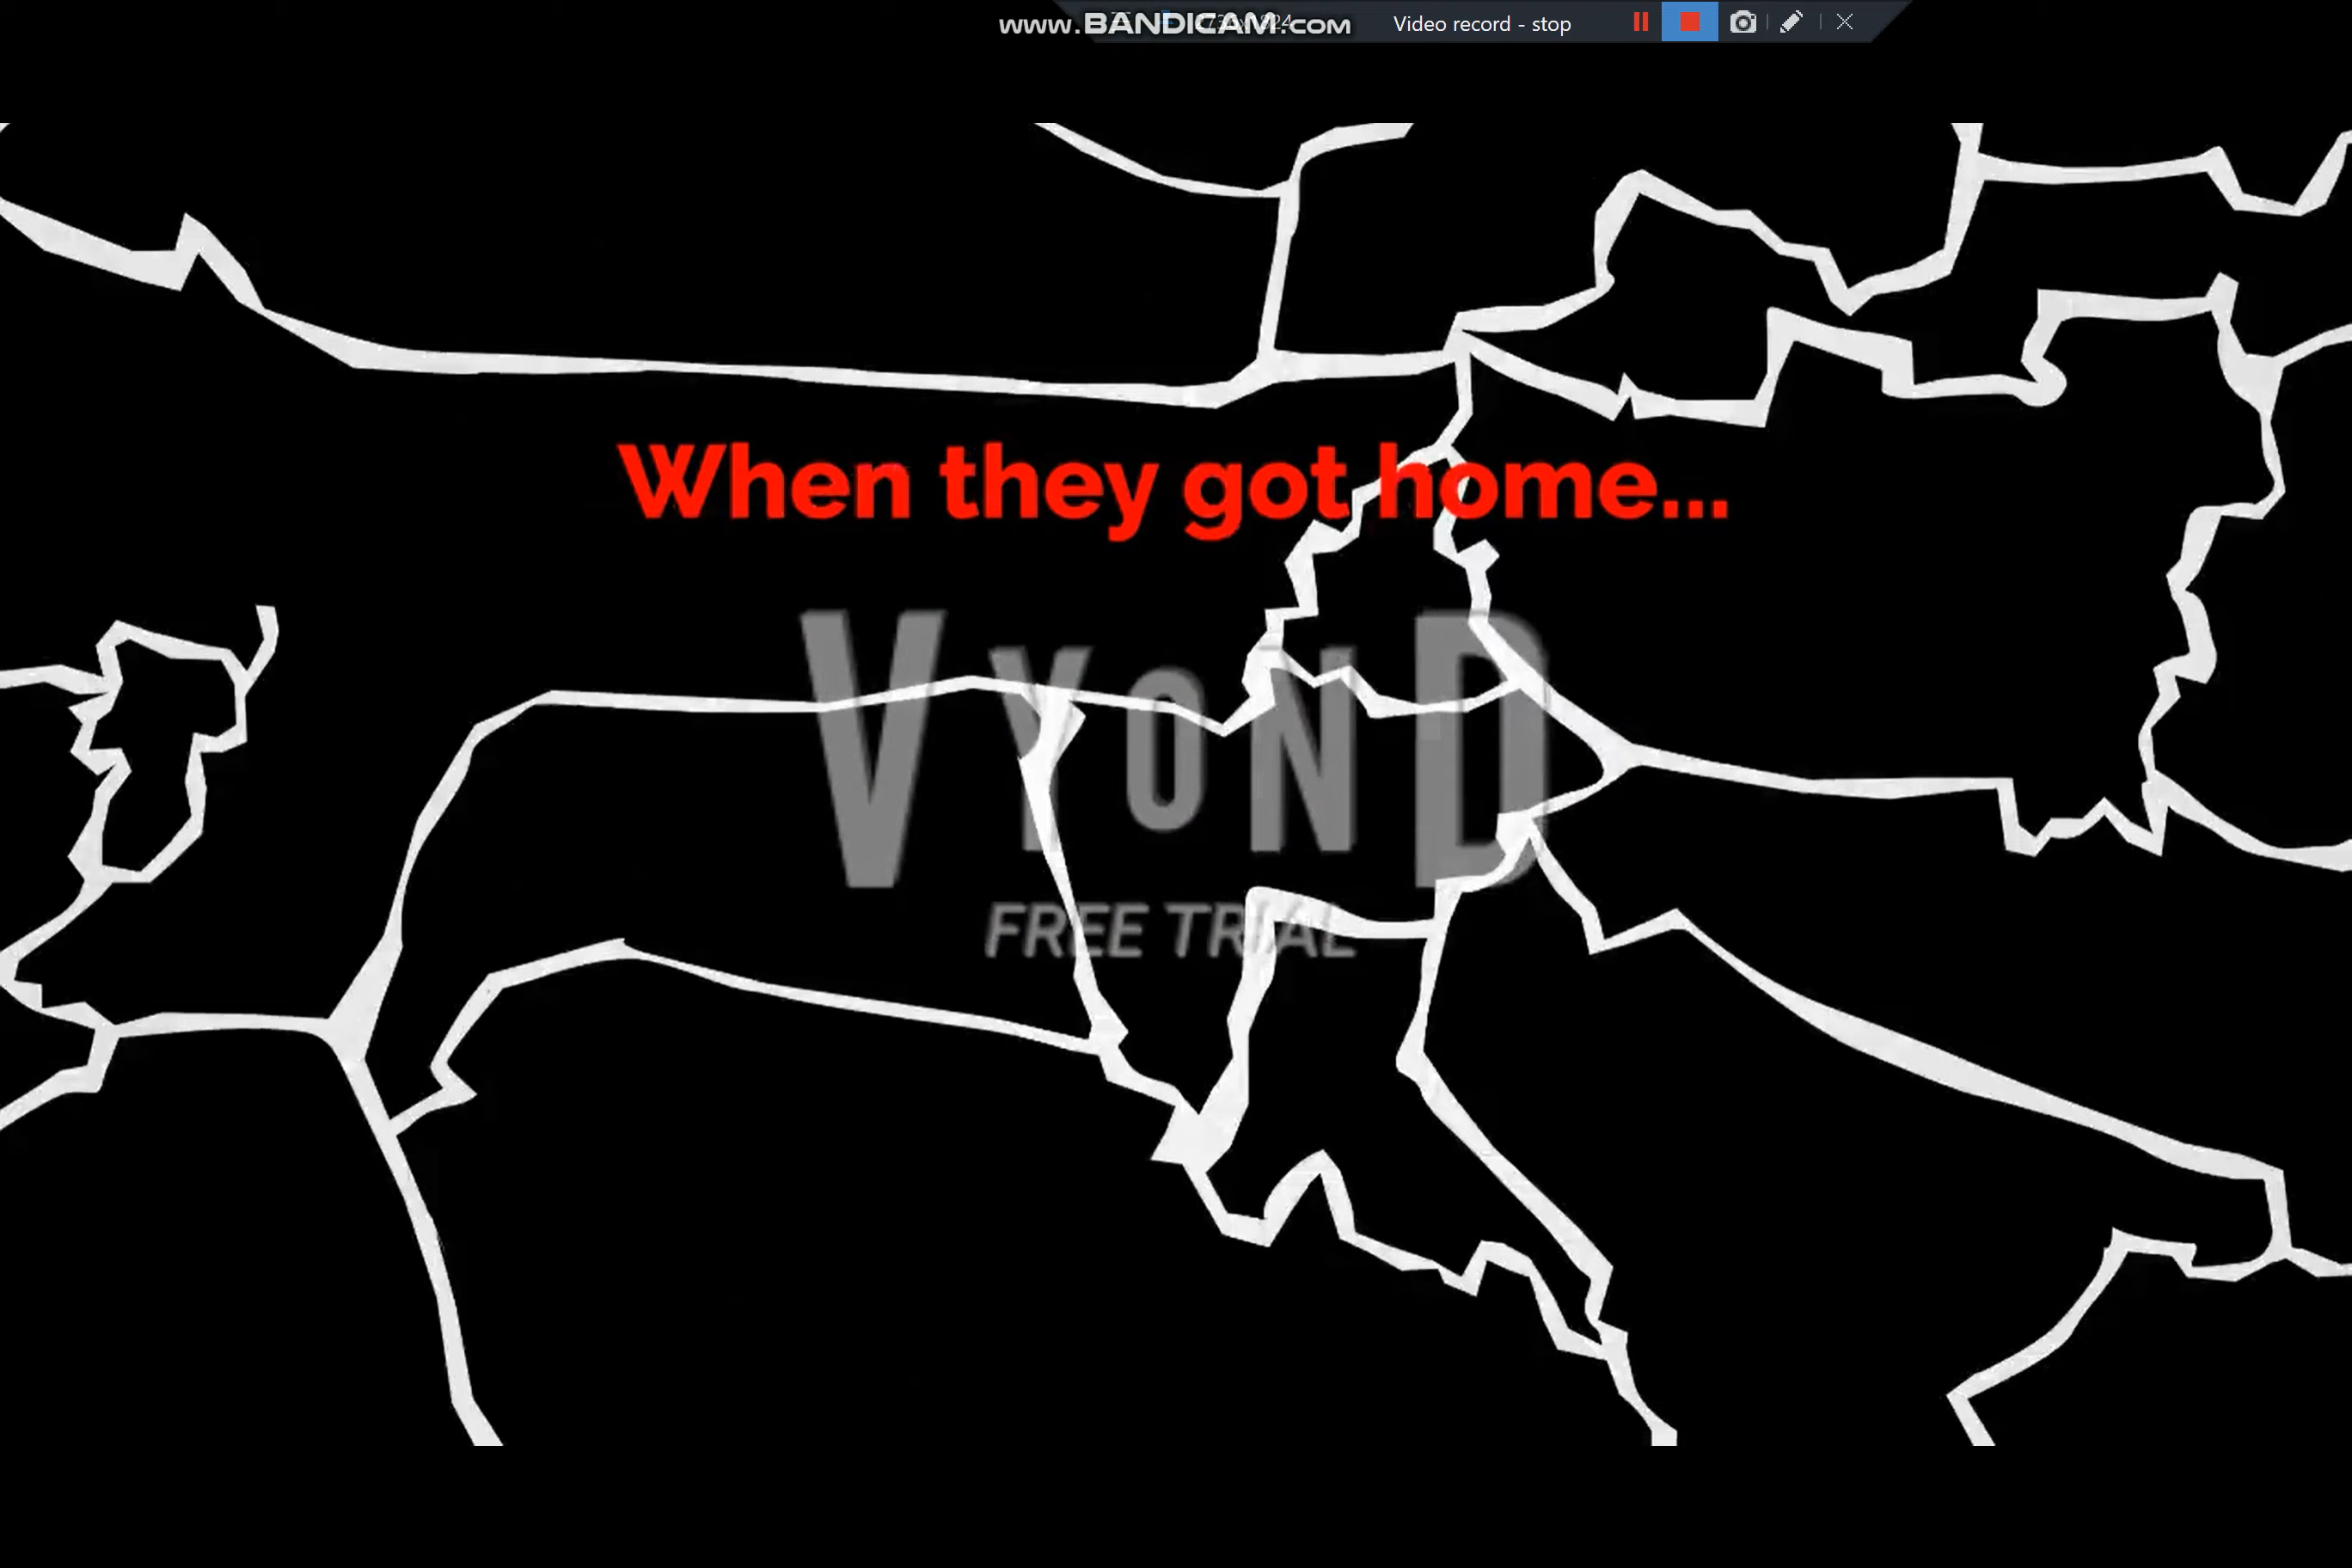 www.BANDICAM.com
Video record - stop
When they got home...
VYOND
FREE TRIAL